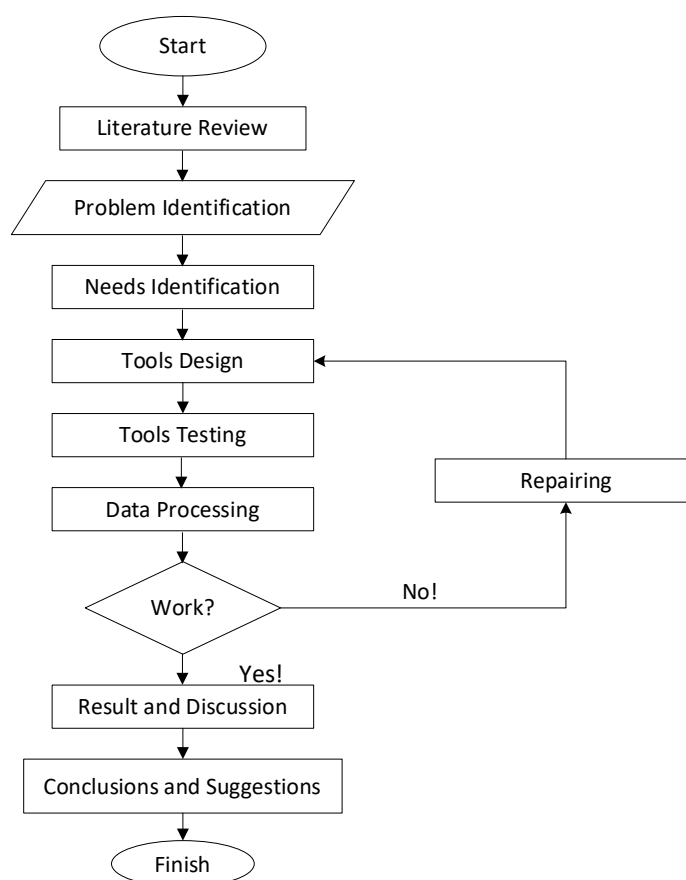 Start
Literature Review
Problem Identification
Needs Identification
Tools Design
Tools Testing
Repairing
Data Processing
No!
Work?
Yes!
Result and Discussion
Conclusions and Suggestions
Finish